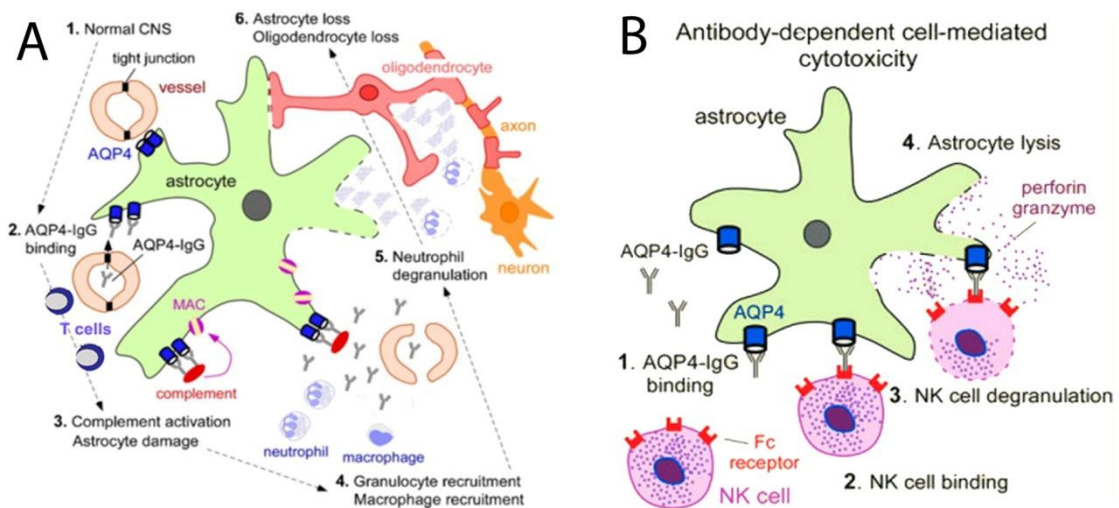 A
1. Normal CNS
tight junction
vessel
AQP4
astrocyte
2. AQP4-IgG
binding
AQP4-IgG
T cells
MAC
complement
3. Complement activation
Astrocyte damage
neutrophil
macrophage
4. Granulocyte recruitment
Macrophage recruitment
5. Neutrophil
degranulation
6. Astrocyte loss
Oligodendrocyte loss
oligodendrocyte
axon
neuron
B
Antibody-dependent cell-mediated
cytotoxicity
astrocyte
4. Astrocyte lysis
perforin
granzyme
AQP4-IgG
AQP4
1. AQP4-IgG
binding
3. NK cell degranulation
Fc
receptor
NK cell
2. NK cell binding